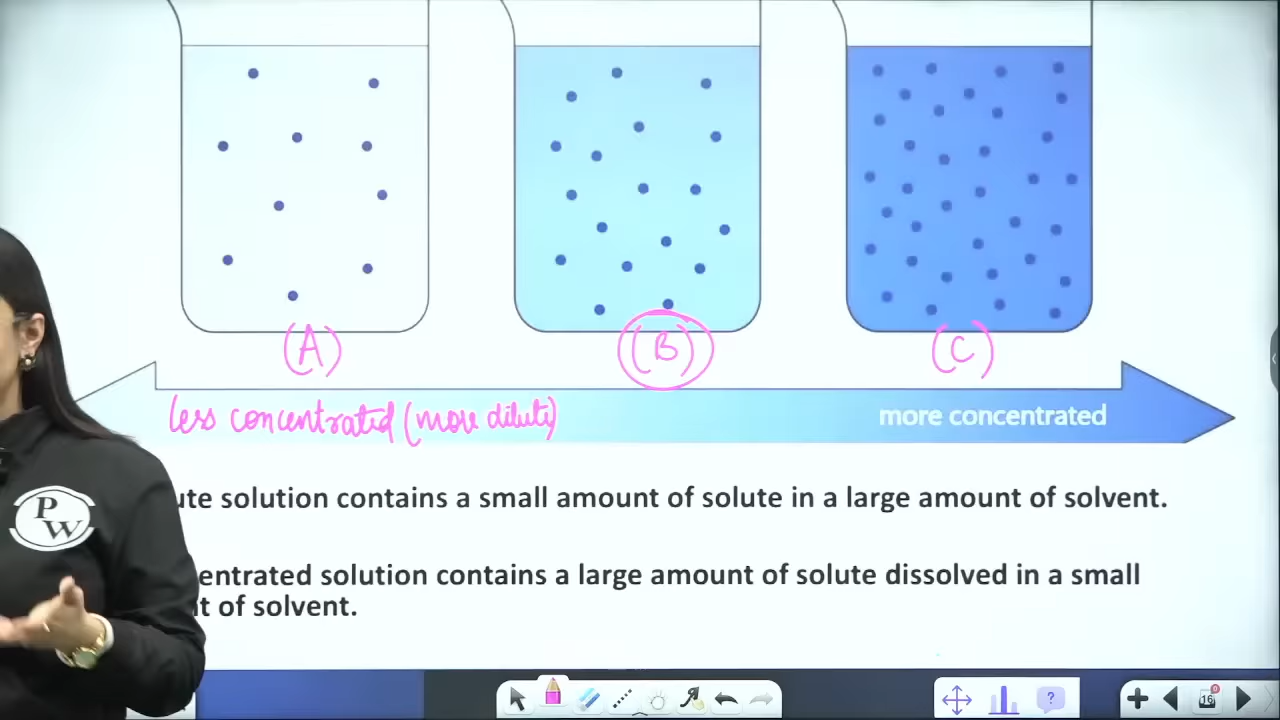 (A) (B) (C)
less concentrated (more dilute) more concentrated
ute solution contains a small amount of solute in a large amount of solvent.
entrated solution contains a large amount of solute dissolved in a small
t of solvent.
P
W
?
16